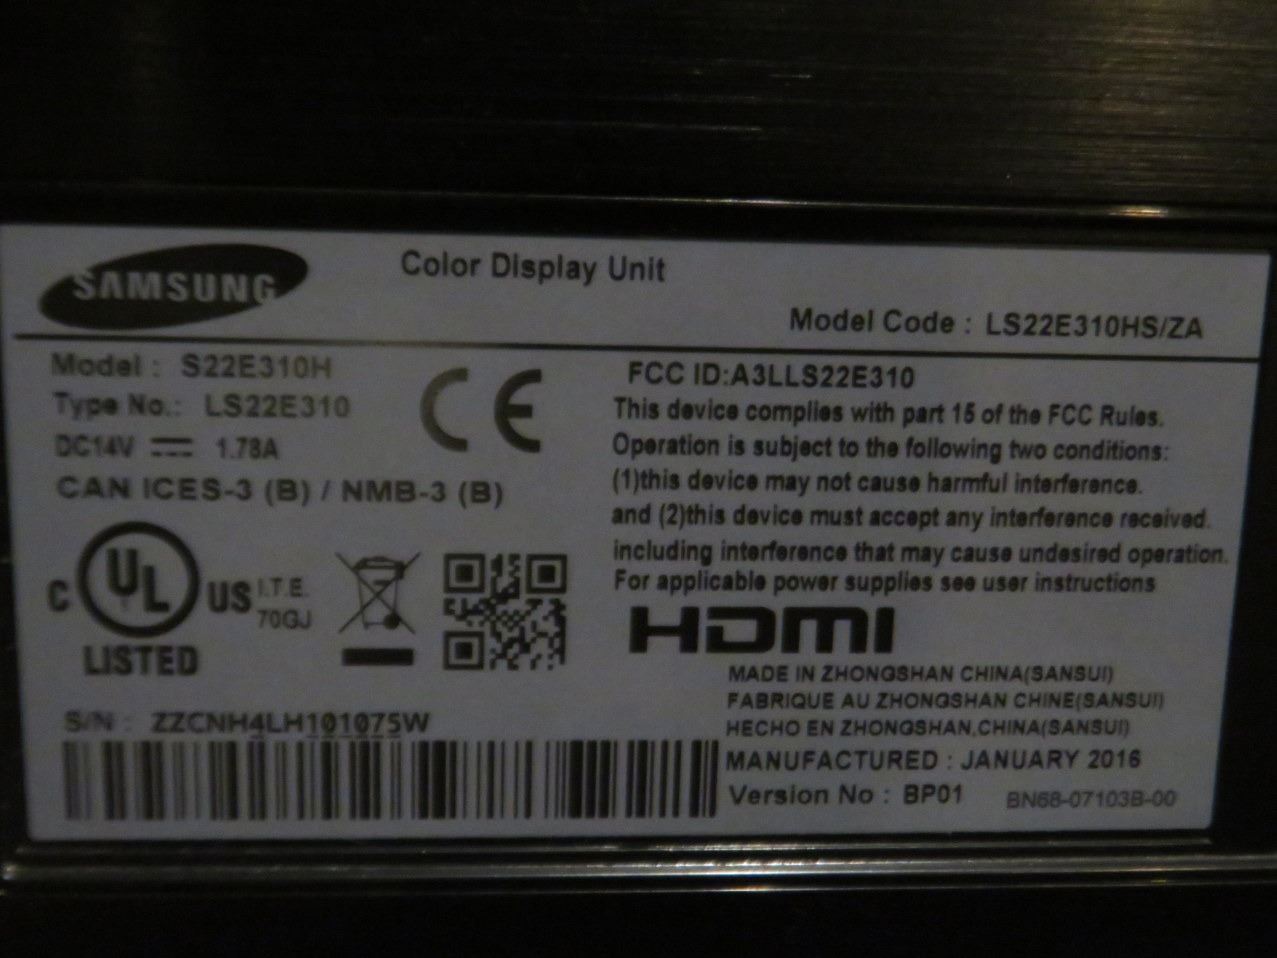 SAMSUNG
Color Display Unit
Model Code : LS22E310HS/ZA
Model : S22E310H
Type No.: LS22E310
DC14V 1.78A
CAN ICES-3 (B) / NMB-3 (B)
CE
C UL US I.T.E.
70GJ
LISTED
S/N : ZZCNH4LH101075W
FCC ID:A3LLS22E310
This device complies with part 15 of the FCC Rules.
Operation is subject to the following two conditions:
(1)this device may not cause harmful interference.
and (2)this device must accept any interference received.
including interference that may cause undesired operation.
For applicable power supplies see user instructions
HDMI
MADE IN ZHONGSHAN CHINA(SANSUI)
FABRIQUE AU ZHONGSHAN CHINE(SANSUI)
HECHO EN ZHONGSHAN,CHINA(SANSUI)
MANUFACTURED : JANUARY 2016
Version No : BP01 BN68-07103B-00